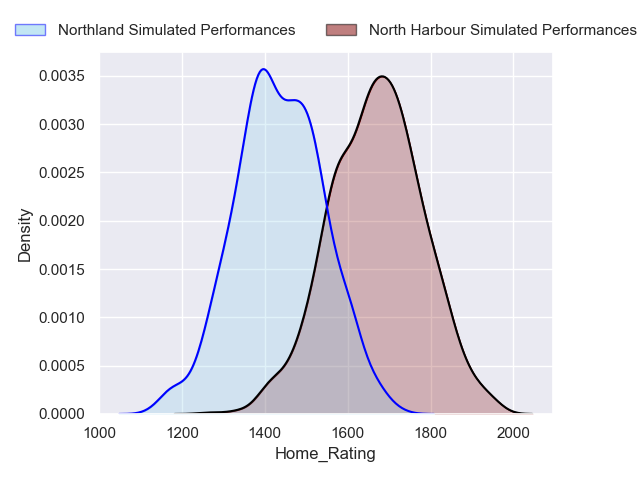 Northland Simulated Performances North Harbour Simulated Performances
0.0035
0.0030
0.0025
0.0020
0.0015
0.0010
0.0005
0.0000
Density
1000 1200 1400 1600 1800 2000
Home_Rating